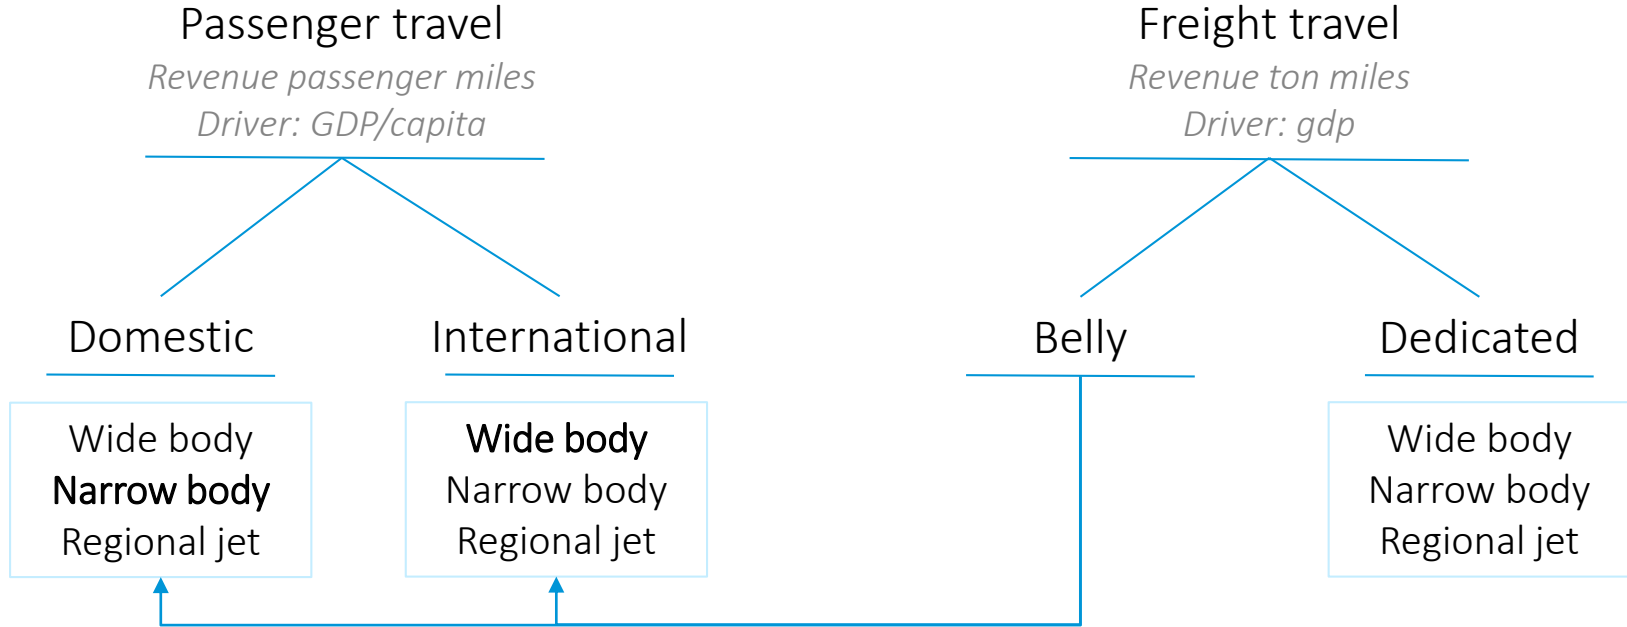 Passenger travel
Revenue passenger miles
Driver: GDP/capita
Freight travel
Revenue ton miles
Driver: gdp
Domestic
International
Belly
Dedicated
Wide body
Narrow body
Regional jet
Wide body
Narrow body
Regional jet
Wide body
Narrow body
Regional jet